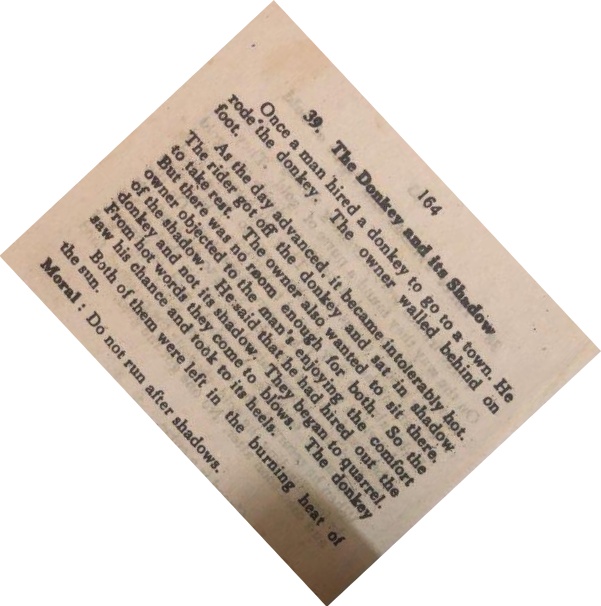 164
39. The Donkey and its Shadow
Once a man hired a donkey to go to a town. He
rode the donkey. The owner walled behind on
foot.
As the day advanced, it became intolerably hot.
The rider got off the donkey and sat in shadow
to take rest. The owner also wanted to sit there.
But there was no room enough for both. So the
owner objected to the man's enjoying the comfort
of the shadow. He said that he had hired out the
donkey and not its shadow. They began to quarrel.
From hot words they come to blows. The donkey
saw his chance and took to its heels.
Both of them were left in the burning heat of
the sun.
Moral : Do not run after shadows.